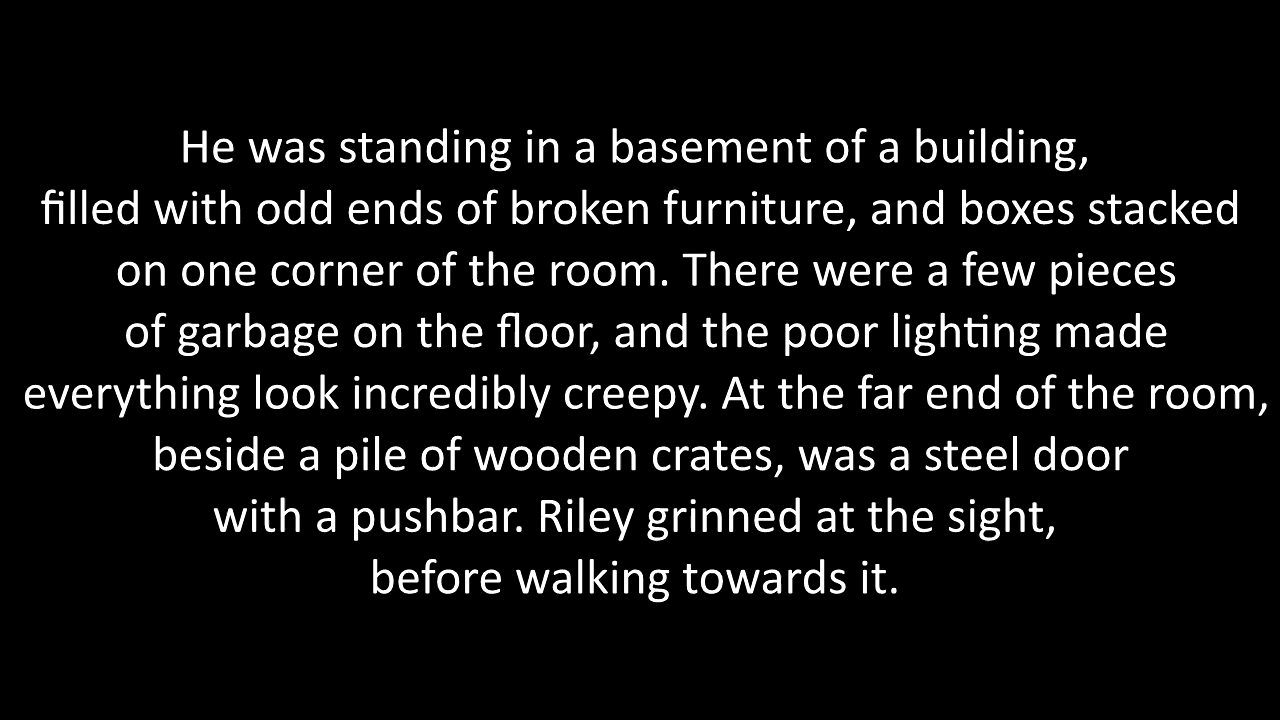 He was standing in a basement of a building,
filled with odd ends of broken furniture, and boxes stacked
on one corner of the room. There were a few pieces
of garbage on the floor, and the poor lighting made
everything look incredibly creepy. At the far end of the room,
beside a pile of wooden crates, was a steel door
with a pushbar. Riley grinned at the sight,
before walking towards it.